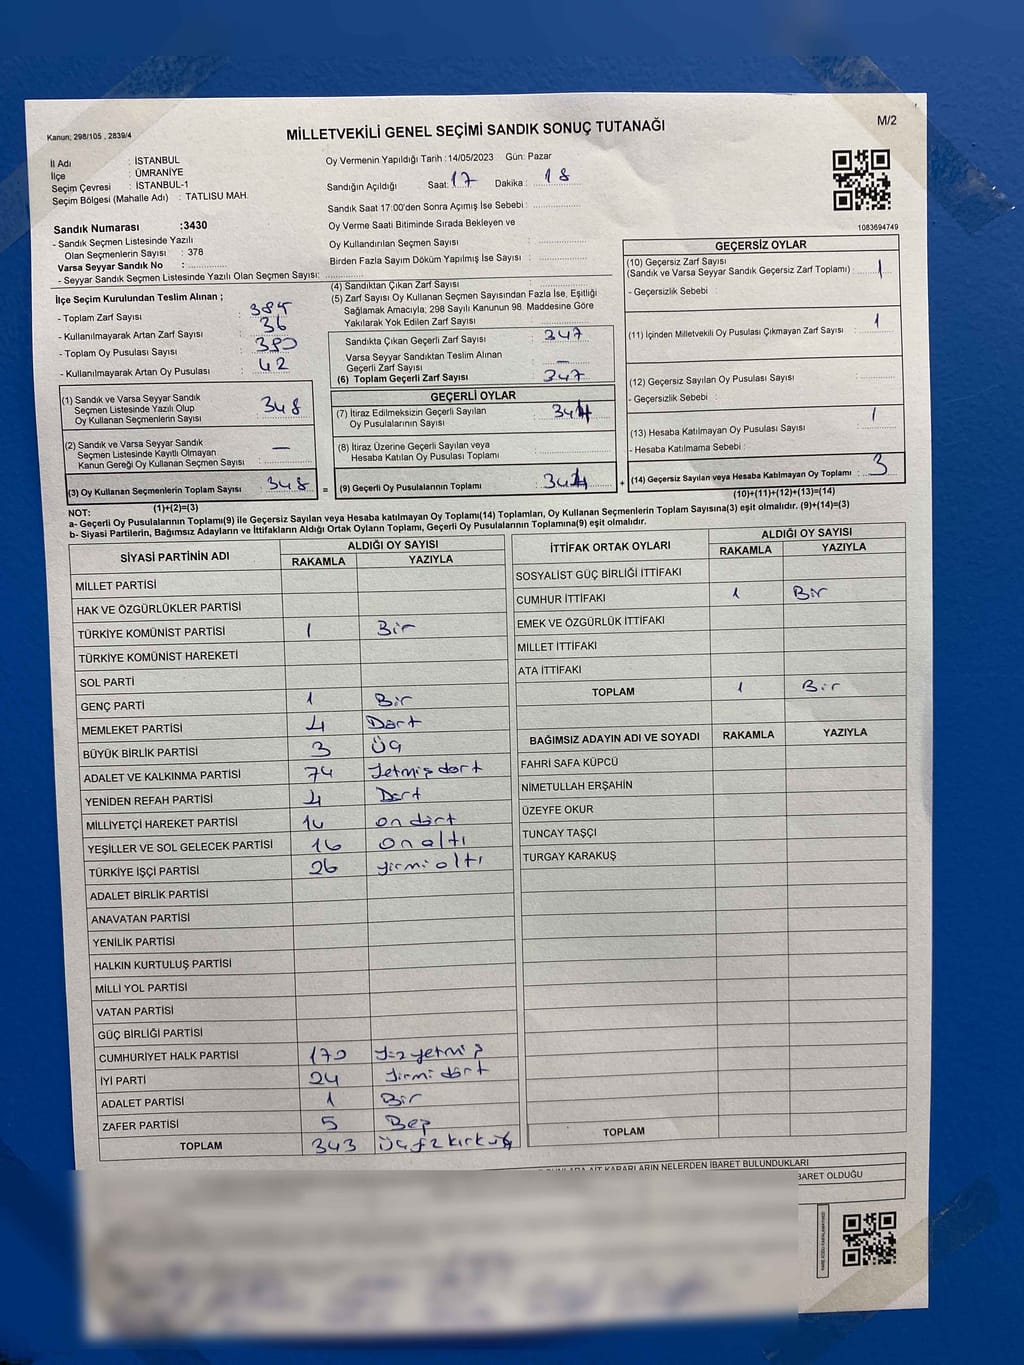 Kanun; 298/105 , 2839/4
MİLLETVEKİLİ GENEL SEÇİMİ SANDIK SONUÇ TUTANAĞI
M/2
İl Adı : İSTANBUL
İlçe : ÜMRANİYE
Seçim Çevresi : İSTANBUL-1
Seçim Bölgesi (Mahalle Adı) : TATLISU MAH.
Oy Vermenin Yapıldığı Tarih : 14/05/2023 Gün: Pazar
Sandığın Açıldığı Saat: 17 Dakika : 18
Sandık Saat 17:00'den Sonra Açımış İse Sebebi :
Oy Verme Saati Bitiminde Sırada Bekleyen ve
Oy Kullandırılan Seçmen Sayısı :
Birden Fazla Sayım Döküm Yapılmış İse Sayısı :
1083694749
Sandık Numarası :3430
- Sandık Seçmen Listesinde Yazılı
Olan Seçmenlerin Sayısı : 378
Varsa Seyyar Sandık No :
- Seyyar Sandık Seçmen Listesinde Yazılı Olan Seçmen Sayısı:
İlçe Seçim Kurulundan Teslim Alınan ;
- Toplam Zarf Sayısı : 384
- Kullanılmayarak Artan Zarf Sayısı : 36
- Toplam Oy Pusulası Sayısı : 390
- Kullanılmayarak Artan Oy Pusulası : 42
(1) Sandık ve Varsa Seyyar Sandık
Seçmen Listesinde Yazılı Olup
Oy Kullanan Seçmenlerin Sayısı : 348
(2) Sandık ve Varsa Seyyar Sandık
Seçmen Listesinde Kayıtlı Olmayan
Kanun Gereği Oy Kullanan Seçmen Sayısı : —
(3) Oy Kullanan Seçmenlerin Toplam Sayısı : 348
(1)+(2)=(3)
(4) Sandıktan Çıkan Zarf Sayısı :
(5) Zarf Sayısı Oy Kullanan Seçmen Sayısından Fazla İse, Eşitliği
Sağlamak Amacıyla; 298 Sayılı Kanunun 98. Maddesine Göre
Yakılarak Yok Edilen Zarf Sayısı :
Sandıkta Çıkan Geçerli Zarf Sayısı : 347
Varsa Seyyar Sandıktan Teslim Alınan
Geçerli Zarf Sayısı : —
(6) Toplam Geçerli Zarf Sayısı : 347
GEÇERLİ OYLAR
(7) İtiraz Edilmeksizin Geçerli Sayılan
Oy Pusulalarının Sayısı : 344
(8) İtiraz Üzerine Geçerli Sayılan veya
Hesaba Katılan Oy Pusulası Toplamı :
= (9) Geçerli Oy Pusulalarının Toplamı : 344 +
GEÇERSİZ OYLAR
(10) Geçersiz Zarf Sayısı
(Sandık ve Varsa Seyyar Sandık Geçersiz Zarf Toplamı) : 1
- Geçersizlik Sebebi :
(11) İçinden Milletvekili Oy Pusulası Çıkmayan Zarf Sayısı : 1
(12) Geçersiz Sayılan Oy Pusulası Sayısı :
- Geçersizlik Sebebi :
(13) Hesaba Katılmayan Oy Pusulası Sayısı : 1
- Hesaba Katılmama Sebebi :
(14) Geçersiz Sayılan veya Hesaba Katılmayan Oy Toplamı : 3
(10)+(11)+(12)+(13)=(14)
NOT:
a- Geçerli Oy Pusulalarının Toplamı(9) ile Geçersiz Sayılan veya Hesaba katılmayan Oy Toplamı(14) Toplamları, Oy Kullanan Seçmenlerin Toplam Sayısına(3) eşit olmalıdır. (9)+(14)=(3)
b- Siyasi Partilerin, Bağımsız Adayların ve İttifakların Aldığı Ortak Oyların Toplamı, Geçerli Oy Pusulalarının Toplamına(9) eşit olmalıdır.
SİYASİ PARTİNİN ADI ALDIĞI OY SAYISI
RAKAMLA YAZIYLA
MİLLET PARTİSİ
HAK VE ÖZGÜRLÜKLER PARTİSİ
TÜRKİYE KOMÜNİST PARTİSİ 1 Bir
TÜRKİYE KOMÜNİST HAREKETİ
SOL PARTİ
GENÇ PARTİ 1 Bir
MEMLEKET PARTİSİ 4 Dört
BÜYÜK BİRLİK PARTİSİ 3 Üç
ADALET VE KALKINMA PARTİSİ 74 Yetmiş dört
YENİDEN REFAH PARTİSİ 4 Dört
MİLLİYETÇİ HAREKET PARTİSİ 14 on dört
YEŞİLLER VE SOL GELECEK PARTİSİ 16 On altı
TÜRKİYE İŞÇİ PARTİSİ 26 yirmi altı
ADALET BİRLİK PARTİSİ
ANAVATAN PARTİSİ
YENİLİK PARTİSİ
HALKIN KURTULUŞ PARTİSİ
MİLLİ YOL PARTİSİ
VATAN PARTİSİ
GÜÇ BİRLİĞİ PARTİSİ
CUMHURİYET HALK PARTİSİ 170 Yüz yetmiş
İYİ PARTİ 24 Yirmi dört
ADALET PARTİSİ 1 Bir
ZAFER PARTİSİ 5 Beş
TOPLAM 343 Üç yüz kırk üç
İTTİFAK ORTAK OYLARI ALDIĞI OY SAYISI
RAKAMLA YAZIYLA
SOSYALİST GÜÇ BİRLİĞİ İTTİFAKI
CUMHUR İTTİFAKI 1 Bir
EMEK VE ÖZGÜRLÜK İTTİFAKI
MİLLET İTTİFAKI
ATA İTTİFAKI
TOPLAM 1 Bir
BAĞIMSIZ ADAYIN ADI VE SOYADI RAKAMLA YAZIYLA
FAHRİ SAFA KÜPCÜ
NİMETULLAH ERŞAHİN
ÜZEYFE OKUR
TUNCAY TAŞÇI
TURGAY KARAKUŞ
TOPLAM
AİT KARARLARIN NELERDEN İBARET BULUNDUKLARI
BARET OLDUĞU